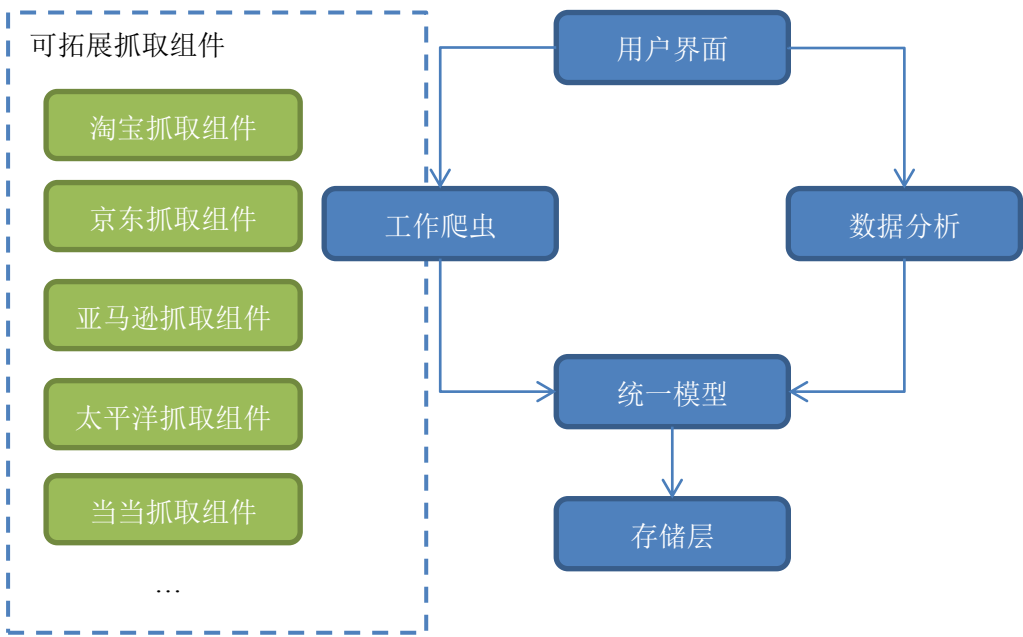 可拓展抓取组件
淘宝抓取组件
京东抓取组件
亚马逊抓取组件
太平洋抓取组件
当当抓取组件
...
用户界面
工作爬虫
数据分析
统一模型
存储层